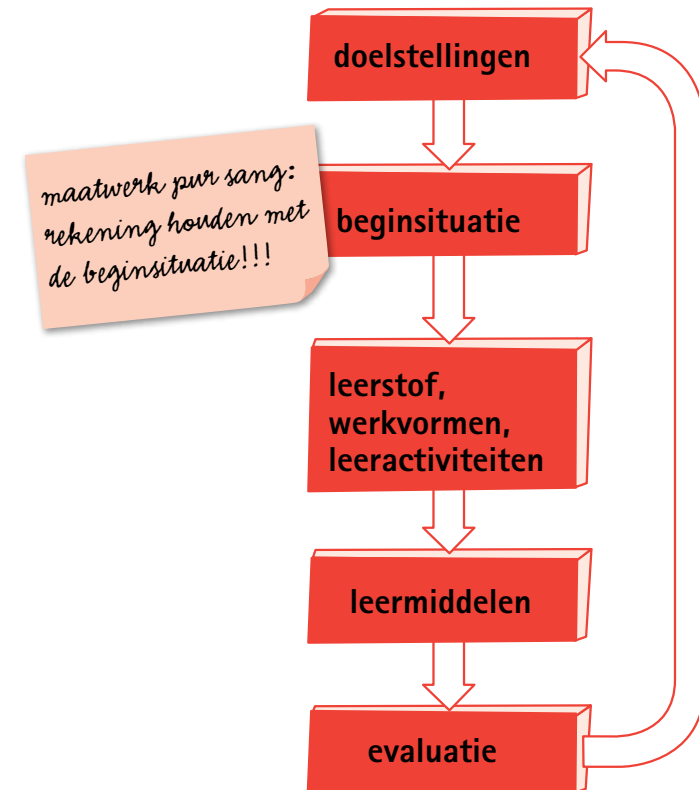 doelstellingen
maatwerk pur sang:
rekening houden met
de beginsituatie!!!
beginsituatie
leerstof,
werkvormen,
leeractiviteiten
leermiddelen
evaluatie